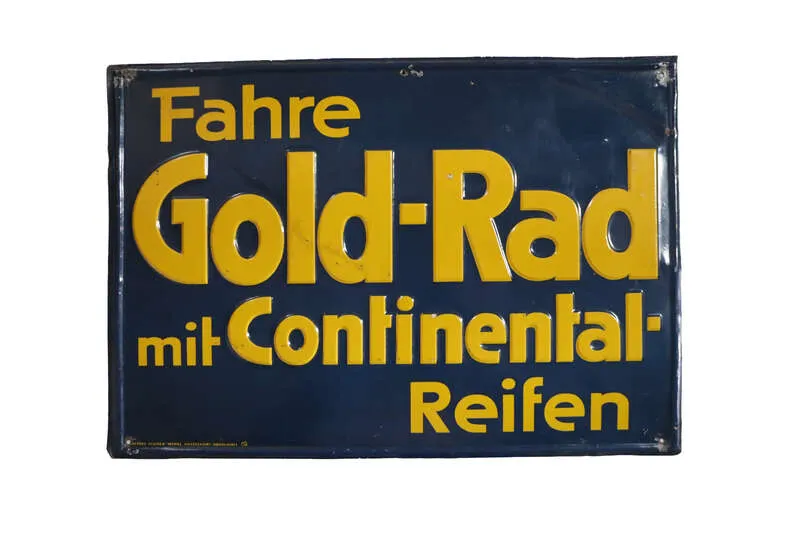 Fahre
Gold-Rad
mit Continental-
Reifen